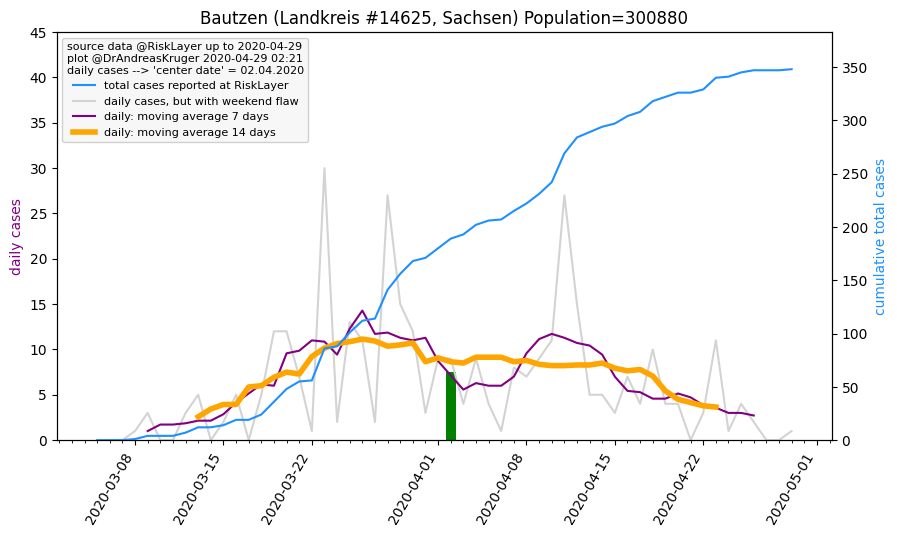 Bautzen (Landkreis #14625, Sachsen) Population=300880
source data @RiskLayer up to 2020-04-29
plot @DrAndreasKruger 2020-04-29 02:21
daily cases --> 'center date' = 02.04.2020
total cases reported at RiskLayer
daily cases, but with weekend flaw
daily: moving average 7 days
daily: moving average 14 days
daily cases
45
40
35
30
25
20
15
10
5
0
cumulative total cases
350
300
250
200
150
100
50
0
2020-03-08
2020-03-15
2020-03-22
2020-04-01
2020-04-08
2020-04-15
2020-04-22
2020-05-01